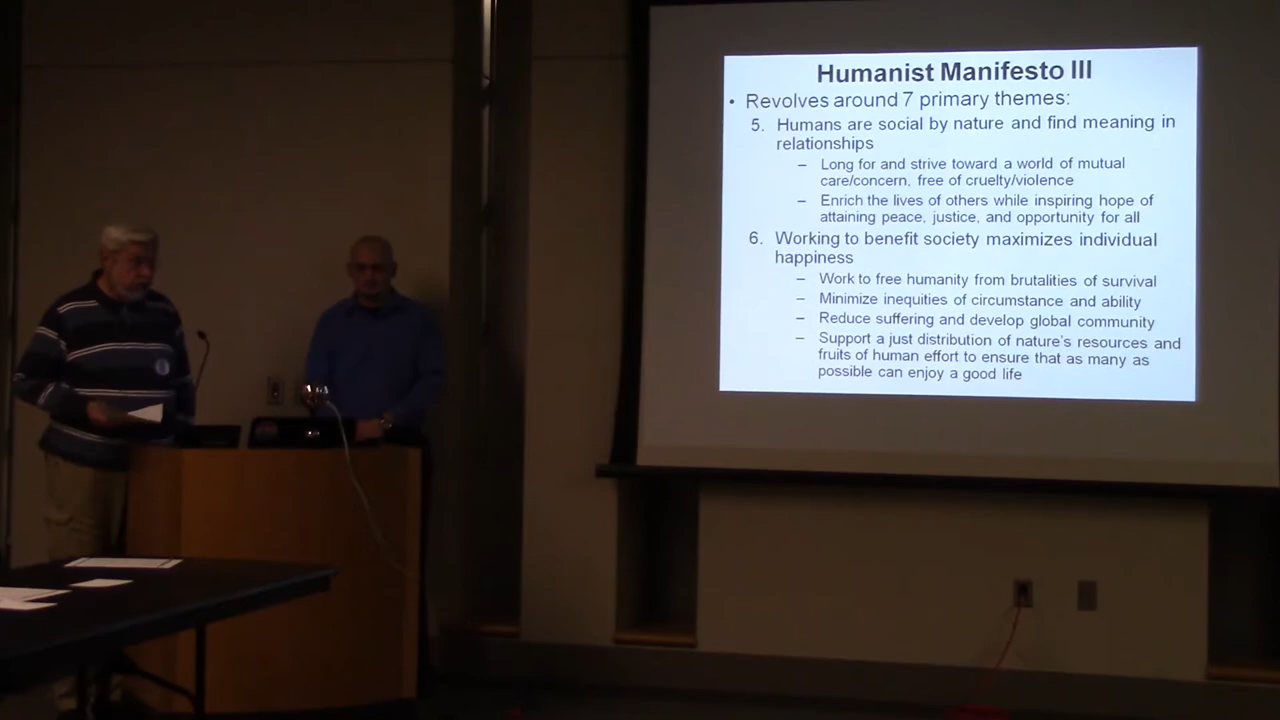 Humanist Manifesto III
• Revolves around 7 primary themes:
5. Humans are social by nature and find meaning in
relationships
– Long for and strive toward a world of mutual
care/concern, free of cruelty/violence
– Enrich the lives of others while inspiring hope of
attaining peace, justice, and opportunity for all
6. Working to benefit society maximizes individual
happiness
– Work to free humanity from brutalities of survival
– Minimize inequities of circumstance and ability
– Reduce suffering and develop global community
– Support a just distribution of nature's resources and
fruits of human effort to ensure that as many as
possible can enjoy a good life